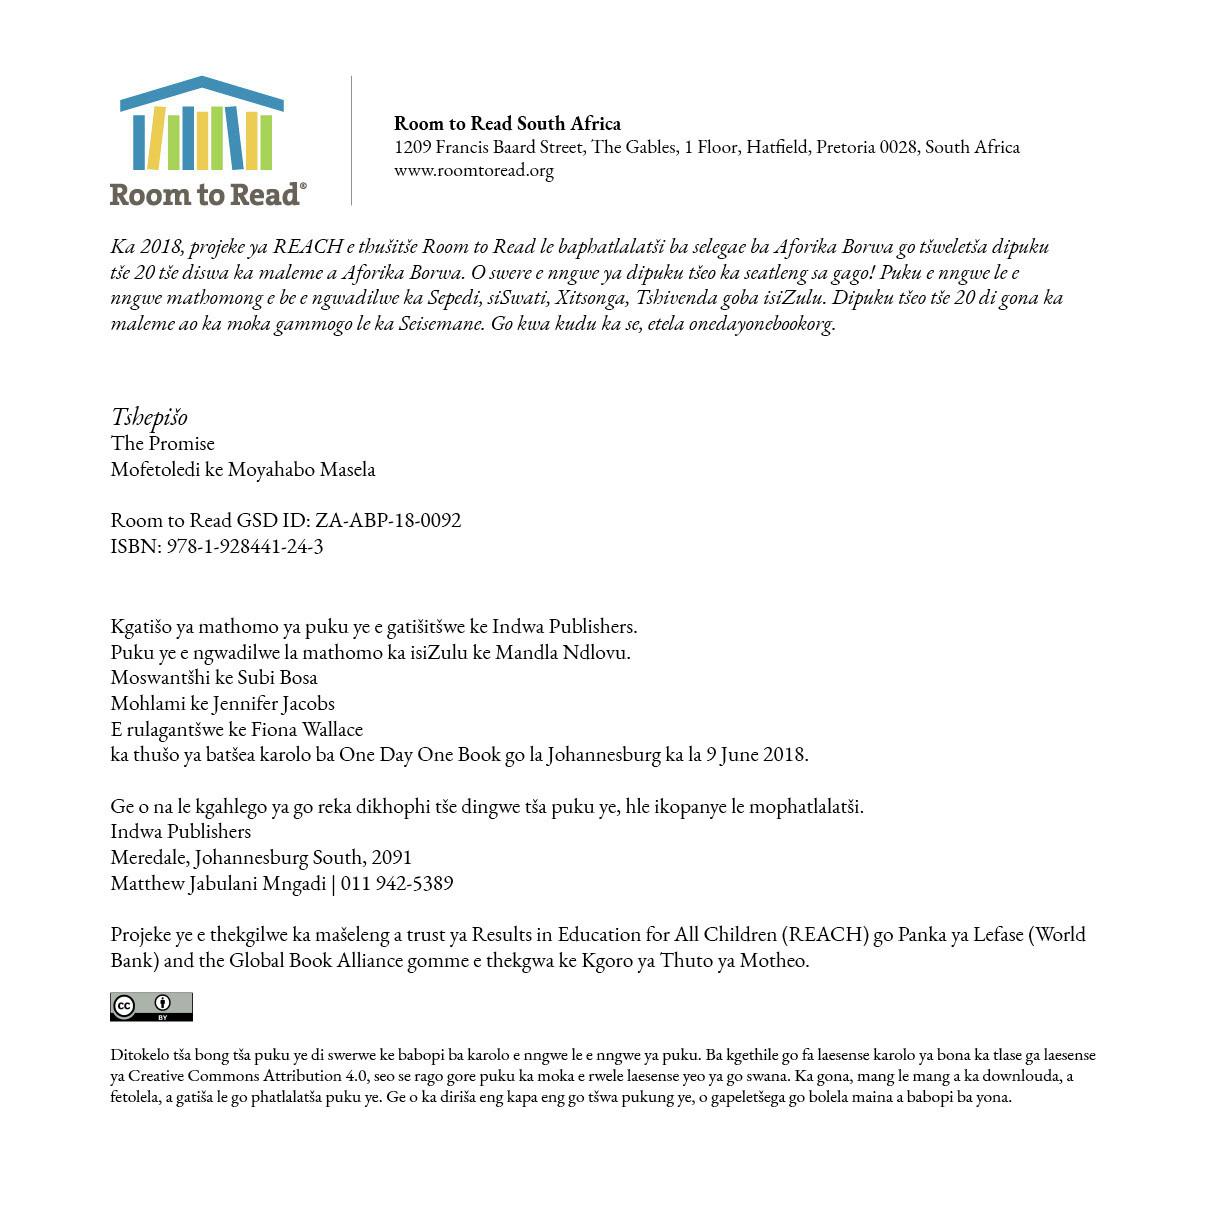 Room to Read®
Room to Read South Africa
1209 Francis Baard Street, The Gables, 1 Floor, Hatfield, Pretoria 0028, South Africa
www.roomtoread.org
Ka 2018, projeke ya REACH e thušitše Room to Read le baphatlalatši ba selegae ba Aforika Borwa go tšweletša dipuku
tše 20 tše diswa ka maleme a Aforika Borwa. O swere e nngwe ya dipuku tšeo ka seatleng sa gago! Puku e nngwe le e
nngwe mathomong e be e ngwadilwe ka Sepedi, siSwati, Xitsonga, Tshivenda goba isiZulu. Dipuku tšeo tše 20 di gona ka
maleme ao ka moka gammogo le ka Seisemane. Go kwa kudu ka se, etela onedayonebookorg.
Tshepišo
The Promise
Mofetoledi ke Moyahabo Masela
Room to Read GSD ID: ZA-ABP-18-0092
ISBN: 978-1-928441-24-3
Kgatišo ya mathomo ya puku ye e gatišitšwe ke Indwa Publishers.
Puku ye e ngwadilwe la mathomo ka isiZulu ke Mandla Ndlovu.
Moswantšhi ke Subi Bosa
Mohlami ke Jennifer Jacobs
E rulagantšwe ke Fiona Wallace
ka thušo ya batšea karolo ba One Day One Book go la Johannesburg ka la 9 June 2018.
Ge o na le kgahlego ya go reka dikhophi tše dingwe tša puku ye, hle ikopanye le mophatlalatši.
Indwa Publishers
Meredale, Johannesburg South, 2091
Matthew Jabulani Mngadi | 011 942-5389
Projeke ye e thekgilwe ka mašeleng a trust ya Results in Education for All Children (REACH) go Panka ya Lefase (World
Bank) and the Global Book Alliance gomme e thekgwa ke Kgoro ya Thuto ya Motheo.
cc BY
Ditokelo tša bong tša puku ye di swerwe ke babopi ba karolo e nngwe le e nngwe ya puku. Ba kgethile go fa laesense karolo ya bona ka tlase ga laesense
ya Creative Commons Attribution 4.0, seo se rago gore puku ka moka e rwele laesense yeo ya go swana. Ka gona, mang le mang a ka downlouda, a
fetolela, a gatiša le go phatlalatša puku ye. Ge o ka diriša eng kapa eng go tšwa pukung ye, o gapeletšega go bolela maina a babopi ba yona.